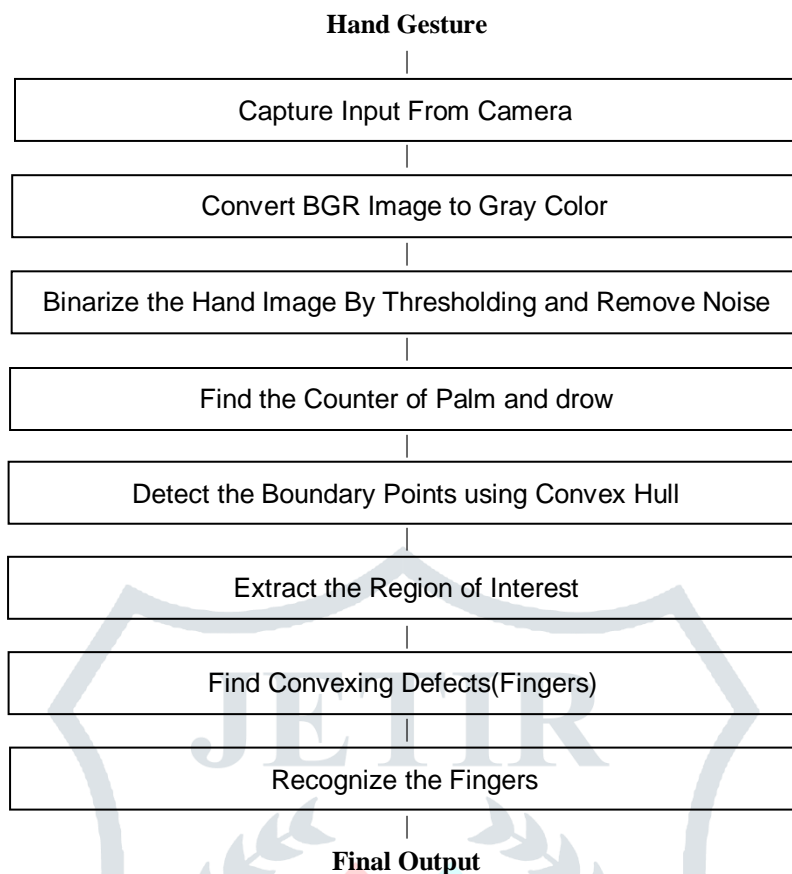 Hand Gesture
Capture Input From Camera
Convert BGR Image to Gray Color
Binarize the Hand Image By Thresholding and Remove Noise
Find the Counter of Palm and drow
Detect the Boundary Points using Convex Hull
Extract the Region of Interest
Find Convexing Defects(Fingers)
JETIR
Recognize the Fingers
Final Output